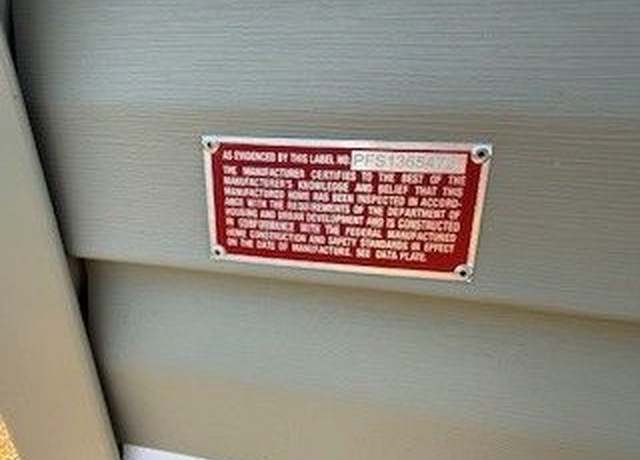 AS EVIDENCED BY THIS LABEL NO. PFS1365473
THE MANUFACTURER CERTIFIES TO THE BEST OF THE
MANUFACTURER'S KNOWLEDGE AND BELIEF THAT THIS
MANUFACTURED HOME HAS BEEN INSPECTED IN ACCORD-
ANCE WITH THE REQUIREMENTS OF THE DEPARTMENT OF
HOUSING AND URBAN DEVELOPMENT AND IS CONSTRUCTED
IN CONFORMANCE WITH THE FEDERAL MANUFACTURED
HOME CONSTRUCTION AND SAFETY STANDARDS IN EFFECT
ON THE DATE OF MANUFACTURE. SEE DATA PLATE.